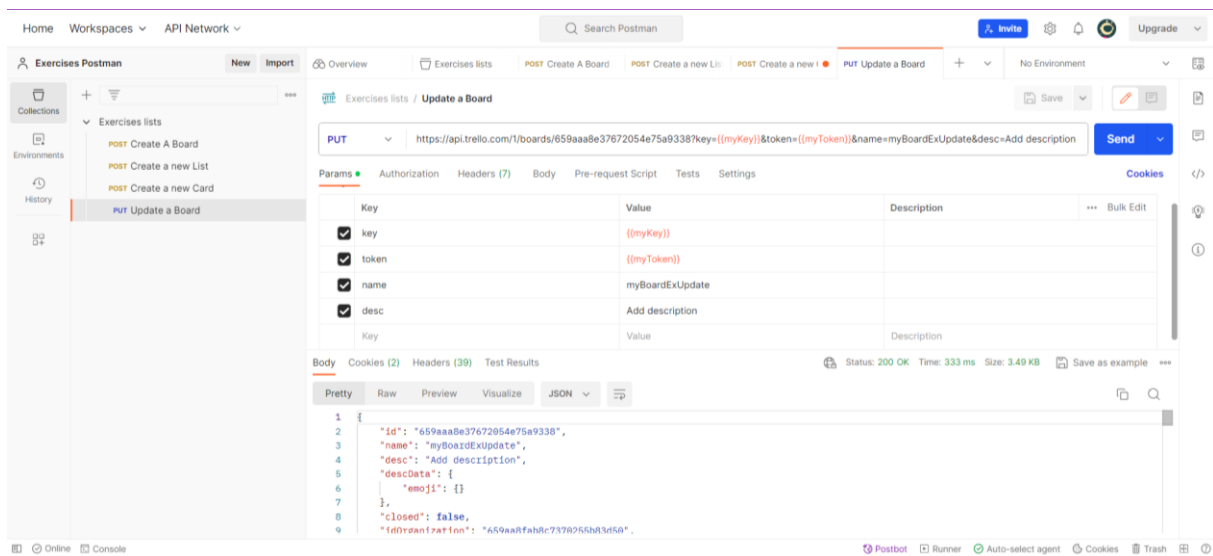 Home Workspaces API Network Search Postman Invite Upgrade
Exercises Postman New Import Overview Exercises lists POST Create A Board POST Create a new Lis POST Create a new PUT Update a Board No Environment
Collections
Environments
History
Exercises lists
POST Create A Board
POST Create a new List
POST Create a new Card
PUT Update a Board
Exercises lists / Update a Board Save
PUT https://api.trello.com/1/boards/659aaa8e37672054e75a9338?key={{myKey}}&token={{myToken}}&name=myBoardExUpdate&desc=Add description Send
Params Authorization Headers (7) Body Pre-request Script Tests Settings Cookies
Key Value Description Bulk Edit
key {{myKey}}
token {{myToken}}
name myBoardExUpdate
desc Add description
Key Value Description
Body Cookies (2) Headers (39) Test Results Status: 200 OK Time: 333 ms Size: 3.49 KB Save as example
Pretty Raw Preview Visualize JSON
1 {
2 "id": "659aaa8e37672054e75a9338",
3 "name": "myBoardExUpdate",
4 "desc": "Add description",
5 "descData": {
6 "emoji": {}
7 },
8 "closed": false,
9 "idOrganization": "659aa8fab8c7370255b83d50",
Online Console Postbot Runner Auto-select agent Cookies Trash